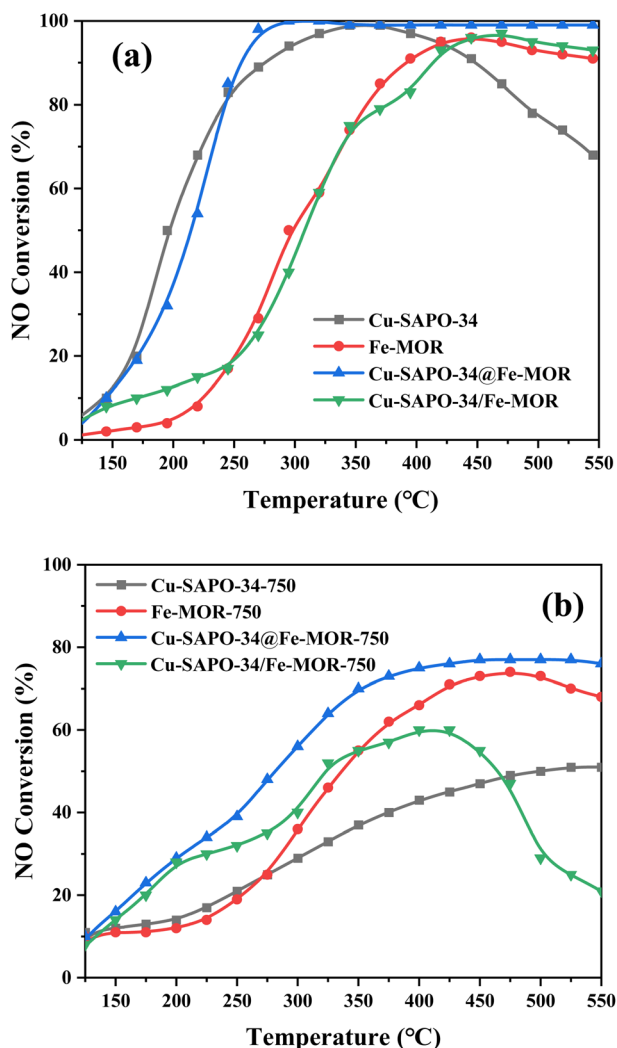 (a)
NO Conversion (%)
100
80
60
40
20
0
Cu-SAPO-34
Fe-MOR
Cu-SAPO-34@Fe-MOR
Cu-SAPO-34/Fe-MOR
150 200 250 300 350 400 450 500 550
Temperature (℃)
(b)
NO Conversion (%)
100
80
60
40
20
0
Cu-SAPO-34-750
Fe-MOR-750
Cu-SAPO-34@Fe-MOR-750
Cu-SAPO-34/Fe-MOR-750
150 200 250 300 350 400 450 500 550
Temperature (℃)